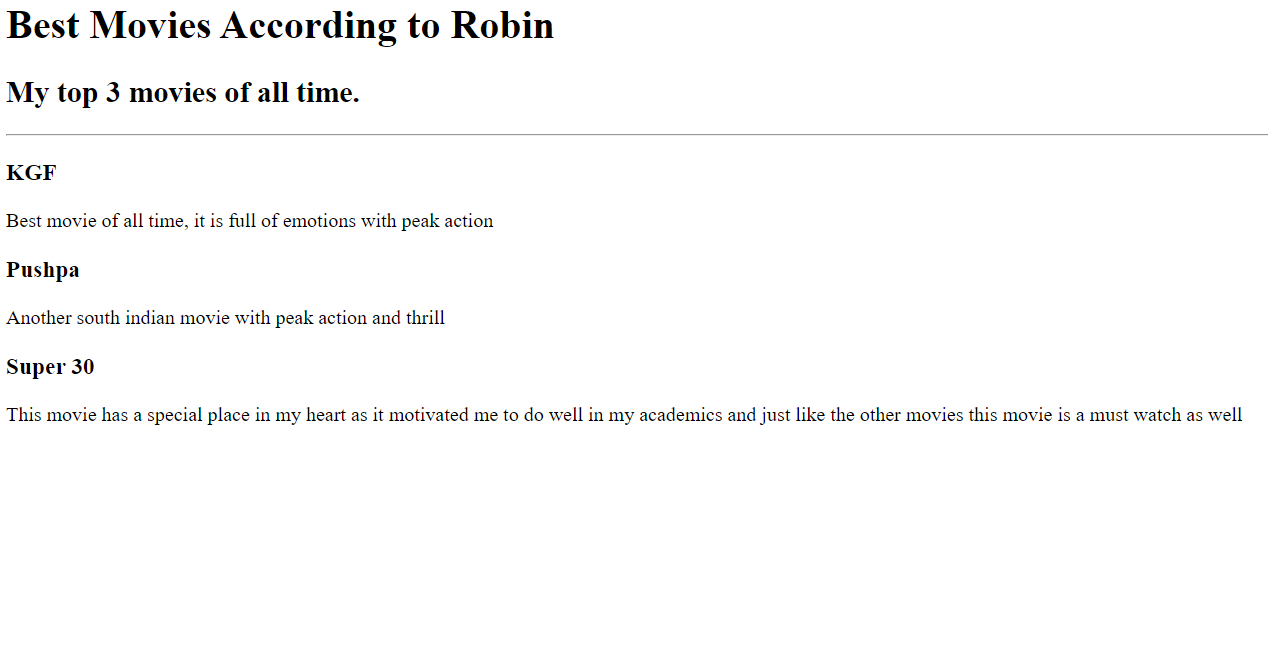 Best Movies According to Robin
My top 3 movies of all time.
KGF
Best movie of all time, it is full of emotions with peak action
Pushpa
Another south indian movie with peak action and thrill
Super 30
This movie has a special place in my heart as it motivated me to do well in my academics and just like the other movies this movie is a must watch as well